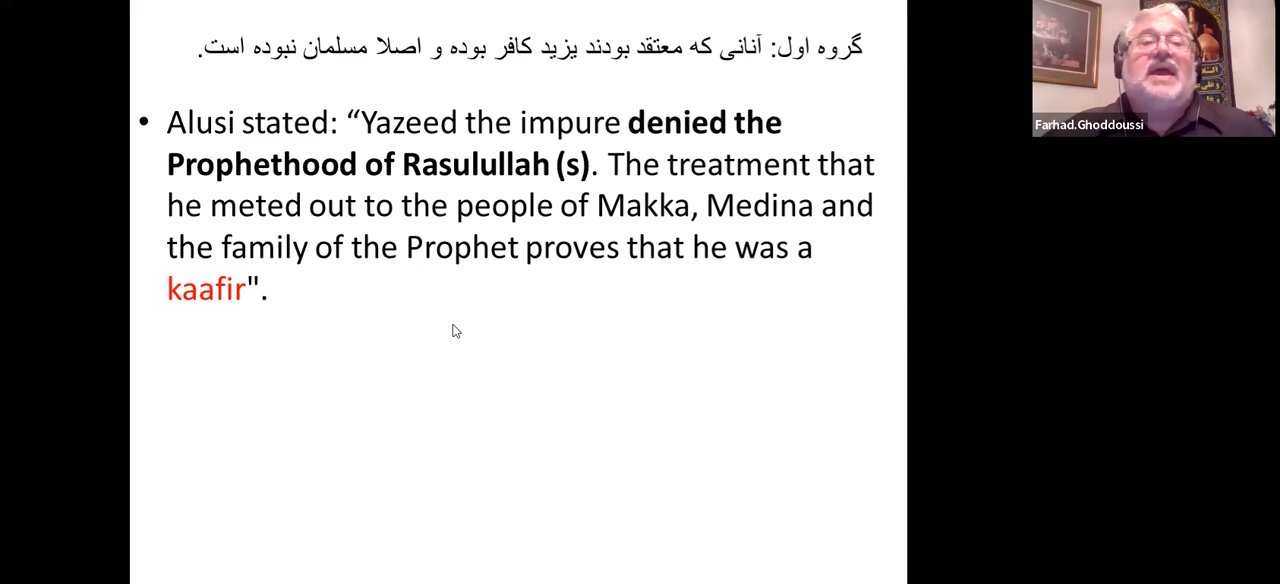 گروه اول: آنانی که معتقد بودند یزید کافر بوده و اصلا مسلمان نبوده است.
• Alusi stated: “Yazeed the impure denied the
Prophethood of Rasulullah (s). The treatment that
he meted out to the people of Makka, Medina and
the family of the Prophet proves that he was a
kaafir".
Farhad.Ghoddoussi